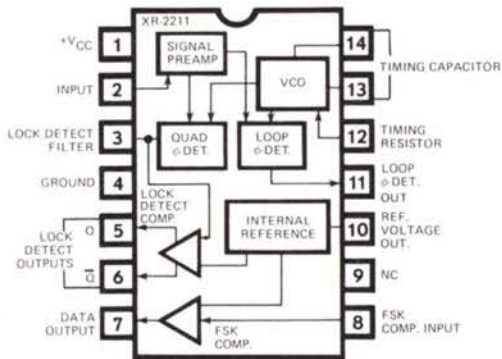 XR-2211
+VCC
1
SIGNAL
PREAMP
14
TIMING CAPACITOR
INPUT
2
VCO
13
LOCK DETECT
FILTER
3
QUAD
φ-DET.
LOOP
φ-DET.
12
TIMING
RESISTOR
GROUND
4
LOCK
DETECT
COMP
11
LOOP
φ-DET.
OUT
LOCK
DETECT
OUTPUTS
Q
5
INTERNAL
REFERENCE
10
REF.
VOLTAGE
OUT.
Q̅
6
9
NC
DATA
OUTPUT
7
FSK
COMP.
8
FSK
COMP. INPUT